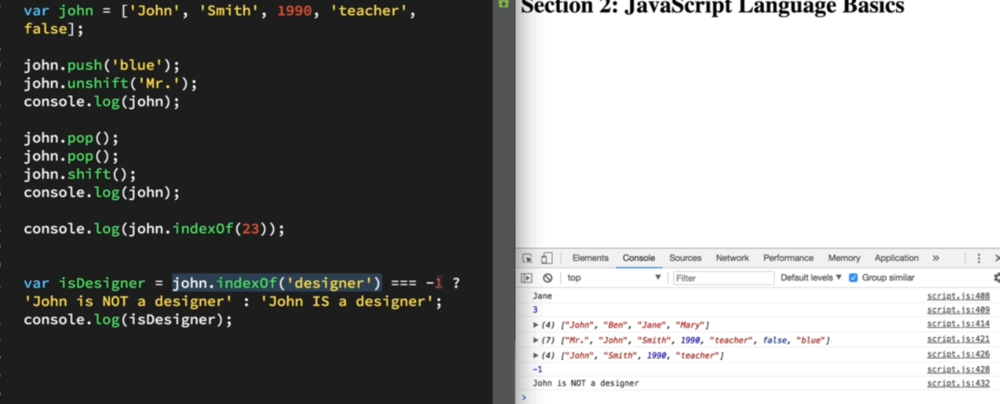 var john = ['John', 'Smith', 1990, 'teacher',
false];
john.push('blue');
john.unshift('Mr.');
console.log(john);
john.pop();
john.pop();
john.shift();
console.log(john);
console.log(john.indexOf(23));
var isDesigner = john.indexOf('designer') === -1 ?
'John is NOT a designer' : 'John IS a designer';
console.log(isDesigner);
Section 2: JavaScript Language Basics
Elements Console Sources Network Performance Memory Application »
top Filter Default levels ▼ Group similar
Jane script.js:408
3 script.js:409
▶ (4) ["John", "Ben", "Jane", "Mary"] script.js:414
▶ (7) ["Mr.", "John", "Smith", 1990, "teacher", false, "blue"] script.js:421
▶ (4) ["John", "Smith", 1990, "teacher"] script.js:426
-1 script.js:428
John is NOT a designer script.js:432
>